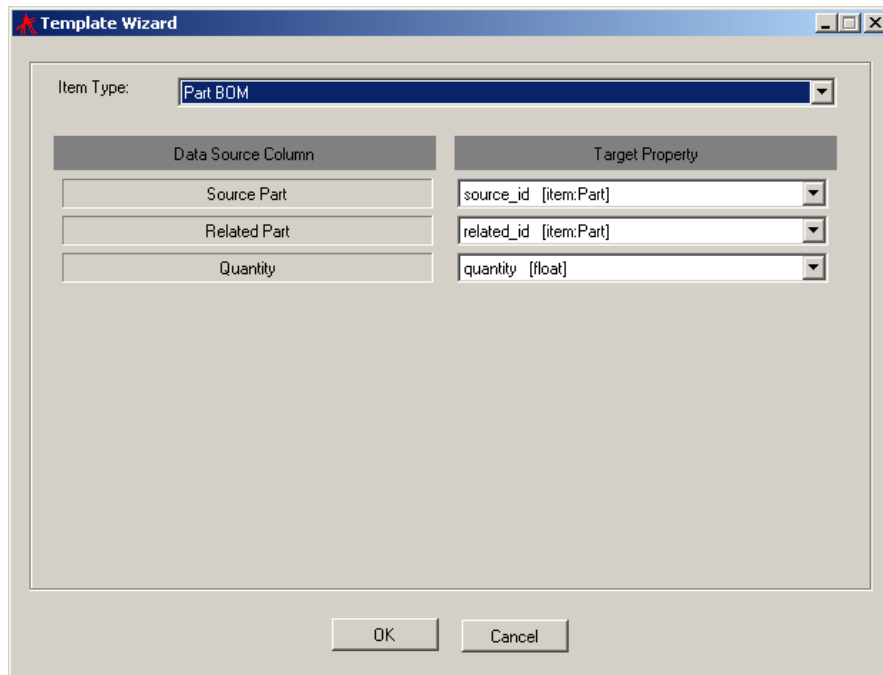 Template Wizard
Item Type: Part BOM
Data Source Column Target Property
Source Part source_id [item:Part]
Related Part related_id [item:Part]
Quantity quantity [float]
OK Cancel